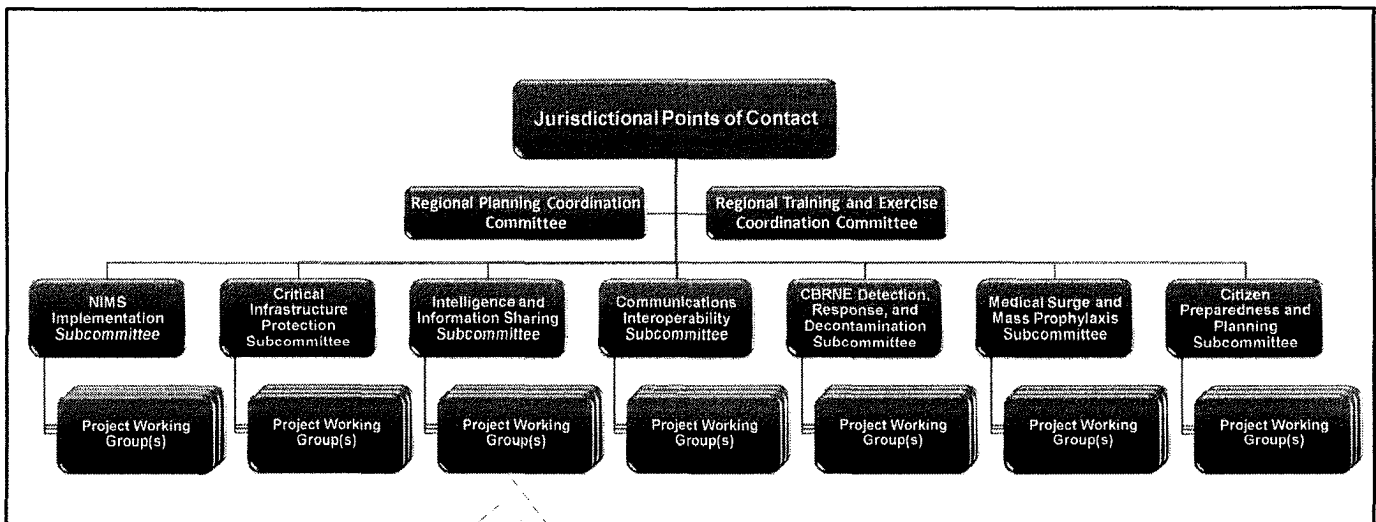 Jurisdictional Points of Contact
Regional Planning Coordination
Committee
Regional Training and Exercise
Coordination Committee
NIMS
Implementation
Subcommittee
Critical
Infrastructure
Protection
Subcommittee
Intelligence and
Information Sharing
Subcommittee
Communications
Interoperability
Subcommittee
CBRNE Detection,
Response, and
Decontamination
Subcommittee
Medical Surge and
Mass Prophylaxis
Subcommittee
Citizen
Preparedness and
Planning
Subcommittee
Project Working
Group(s)
Project Working
Group(s)
Project Working
Group(s)
Project Working
Group(s)
Project Working
Group(s)
Project Working
Group(s)
Project Working
Group(s)